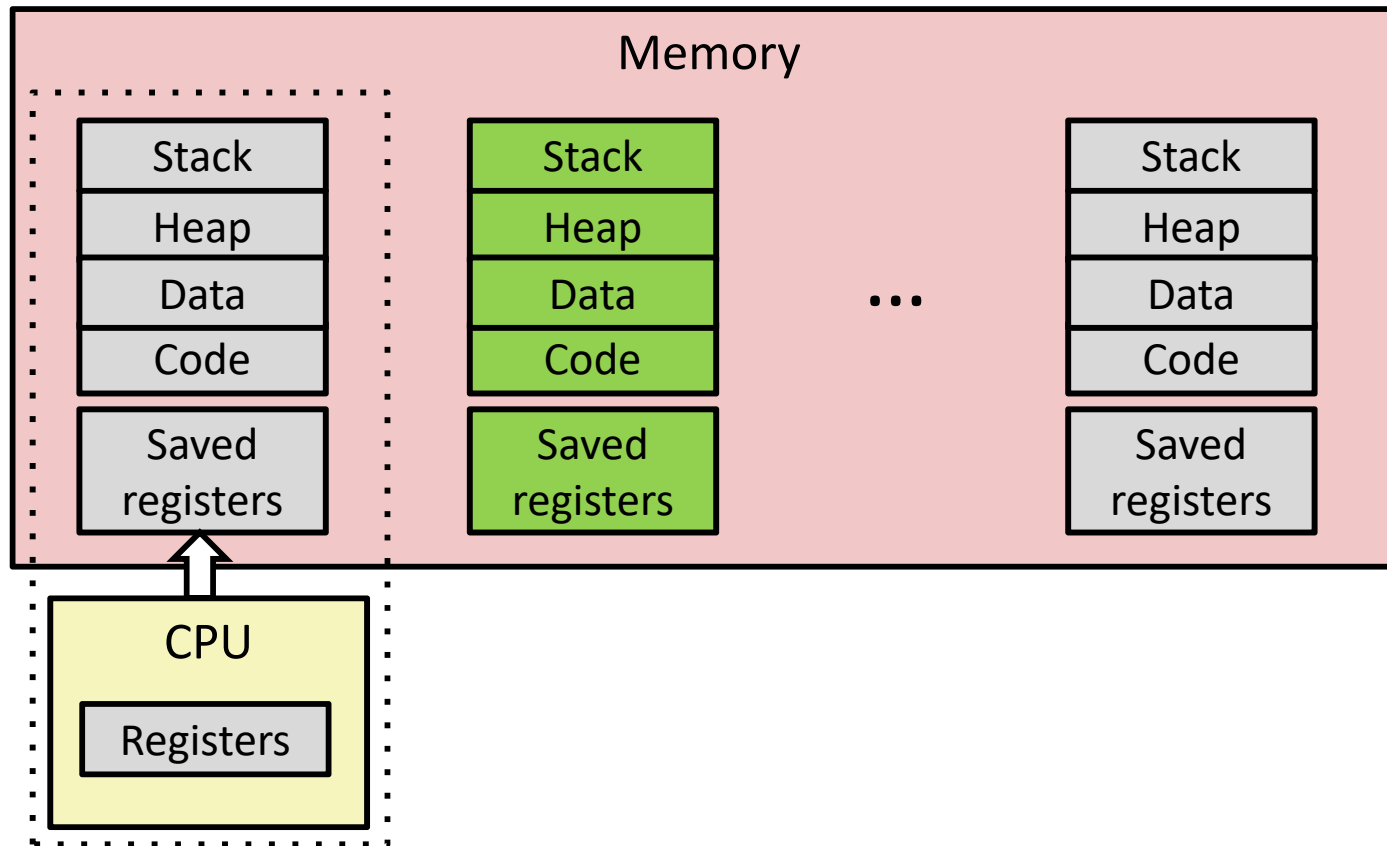 Memory
Stack
Heap
Data
Code
Saved
registers
Stack
Heap
Data
Code
Saved
registers
...
Stack
Heap
Data
Code
Saved
registers
CPU
Registers